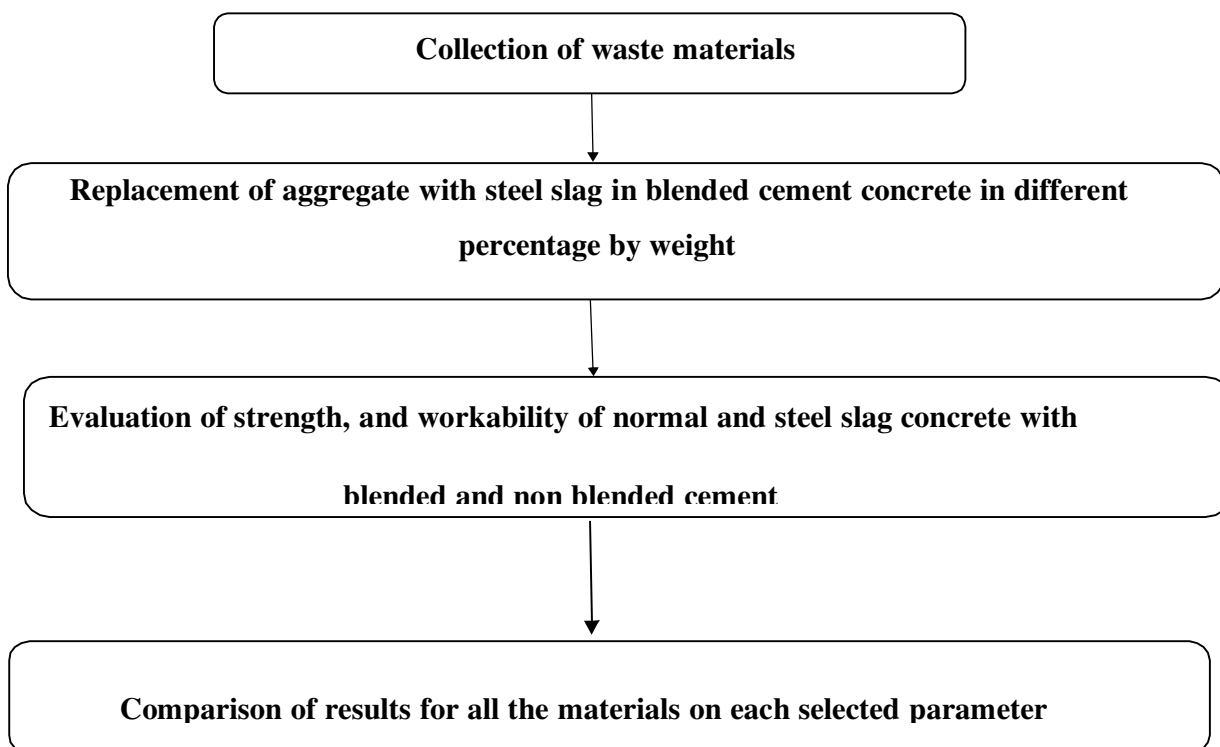 Collection of waste materials
Replacement of aggregate with steel slag in blended cement concrete in different
percentage by weight
Evaluation of strength, and workability of normal and steel slag concrete with
blended and non blended cement
Comparison of results for all the materials on each selected parameter